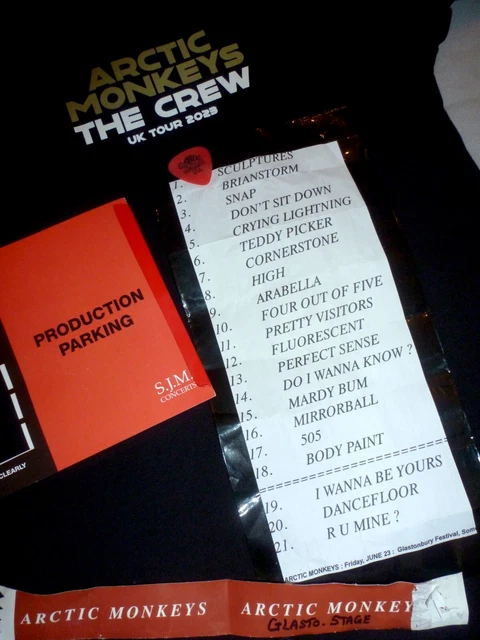 ARCTIC
MONKEYS
THE CREW
UK TOUR 2023
1. SCULPTURES
2. BRIANSTORM
3. SNAP
4. DON'T SIT DOWN
5. CRYING LIGHTNING
6. TEDDY PICKER
7. CORNERSTONE
8. HIGH
9. ARABELLA
10. FOUR OUT OF FIVE
11. PRETTY VISITORS
12. FLUORESCENT
13. PERFECT SENSE
14. DO I WANNA KNOW ?
15. MARDY BUM
16. MIRRORBALL
17. 505
18. BODY PAINT
19. I WANNA BE YOURS
20. DANCEFLOOR
21. R U MINE ?
ARCTIC MONKEYS : Friday, JUNE 23 : Glastonbury Festival, Som
PRODUCTION
PARKING
S.J.M.
CONCERTS
CLEARLY
ARCTIC MONKEYS ARCTIC MONKEY
GLASTO. STAGE